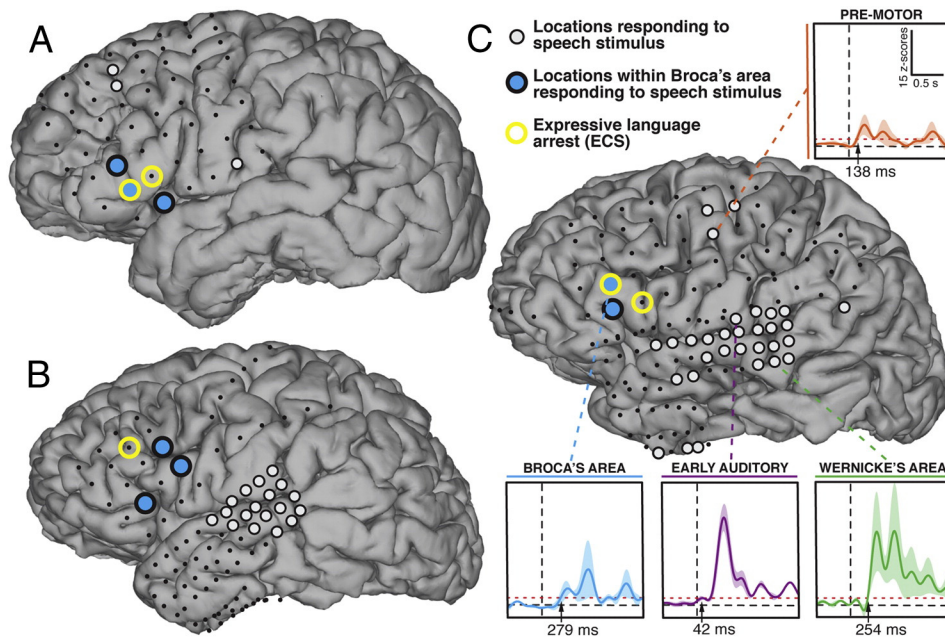 A
C
Locations responding to
speech stimulus
Locations within Broca's area
responding to speech stimulus
Expressive language
arrest (ECS)
PRE-MOTOR
15 z-scores
0.5 s
138 ms
B
BROCA'S AREA
EARLY AUDITORY
WERNICKE'S AREA
279 ms
42 ms
254 ms